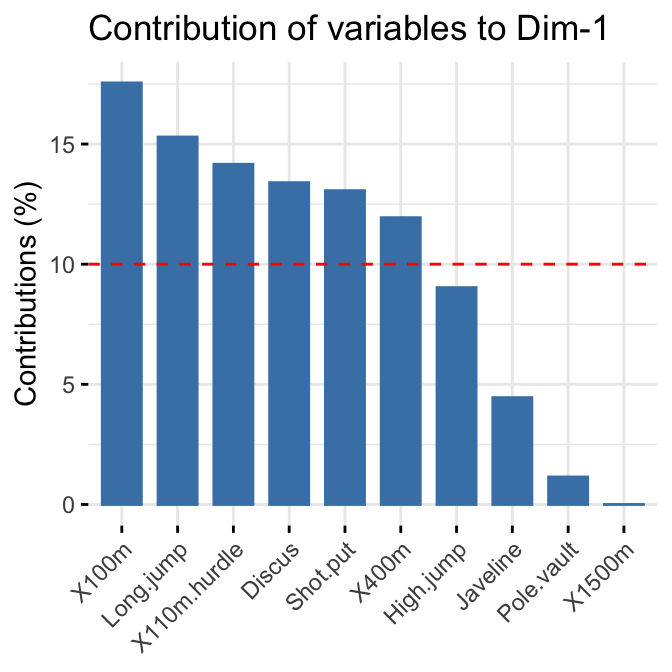 Contribution of variables to Dim-1
Contributions (%)
15
10
5
0
X100m
Long.jump
X110m.hurdle
Discus
Shot.put
X400m
High.jump
Javeline
Pole.vault
X1500m